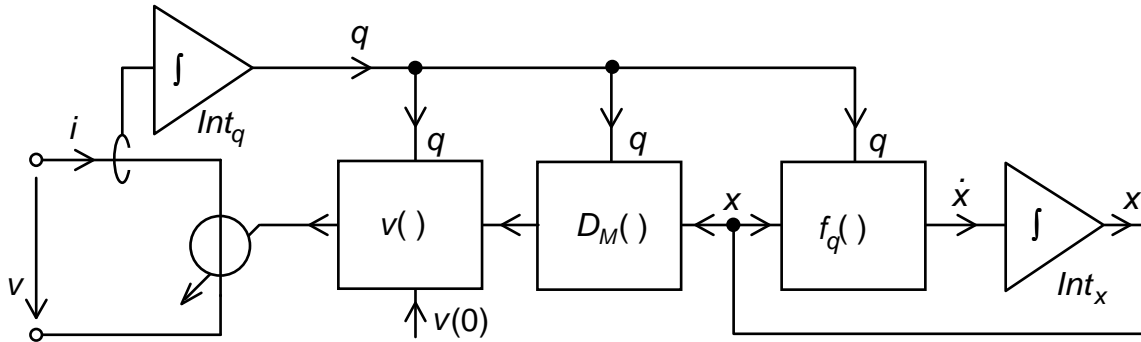 q
∫
Int_q
i
q
q
q
ẋ
x
v( )
D_M( )
x
f_q( )
∫
v
Int_x
v(0)